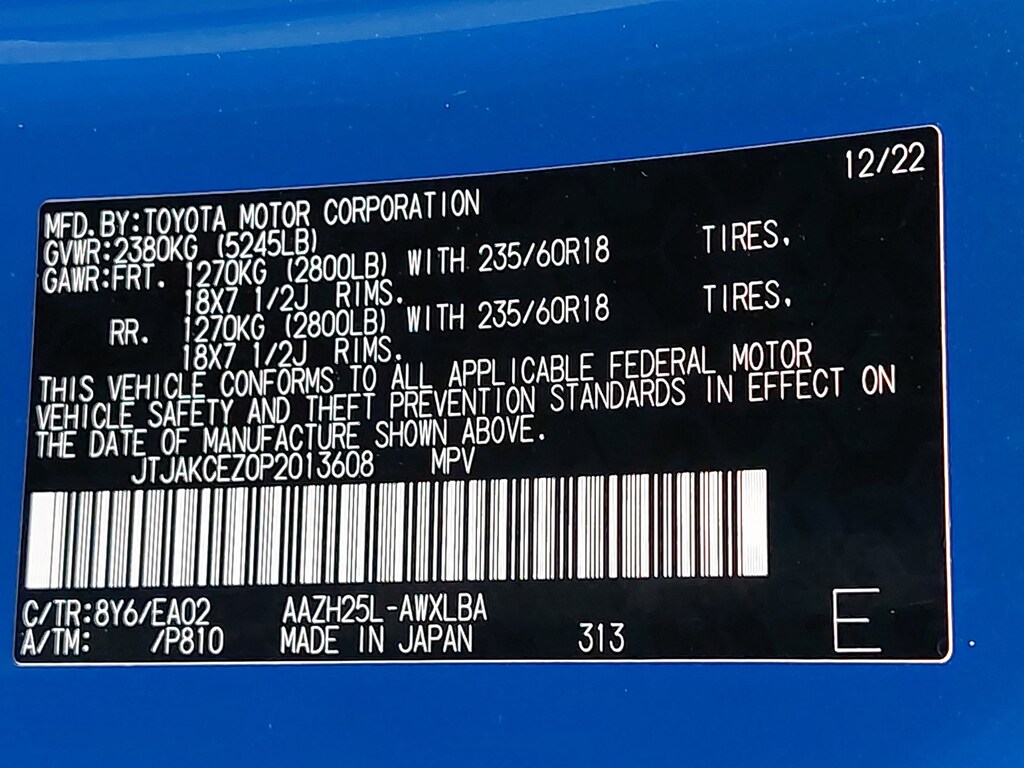 12/22
MFD.BY:TOYOTA MOTOR CORPORATION
GVWR:2380KG (5245LB)
GAWR:FRT. 1270KG (2800LB) WITH 235/60R18 TIRES.
18X7 1/2J RIMS.
RR. 1270KG (2800LB) WITH 235/60R18 TIRES.
18X7 1/2J RIMS.
THIS VEHICLE CONFORMS TO ALL APPLICABLE FEDERAL MOTOR
VEHICLE SAFETY AND THEFT PREVENTION STANDARDS IN EFFECT ON
THE DATE OF MANUFACTURE SHOWN ABOVE.
JTJAKCEZ0P2013608 MPV
C/TR:8Y6/EA02 AAZH25L-AWXLBA
A/TM: /P810 MADE IN JAPAN 313 E